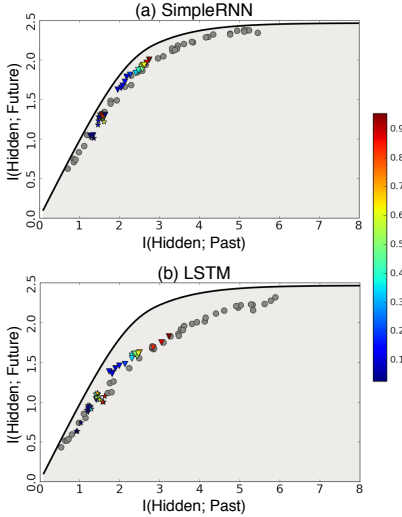 (a) SimpleRNN
2.5
2.0
1.5
1.0
0.5
0.0
I(Hidden; Future)
0 1 2 3 4 5 6 7 8
I(Hidden; Past)
0.9
0.8
0.7
0.6
0.5
0.4
0.3
0.2
0.1
(b) LSTM
2.5
2.0
1.5
1.0
0.5
0.0
I(Hidden; Future)
0 1 2 3 4 5 6 7 8
I(Hidden; Past)